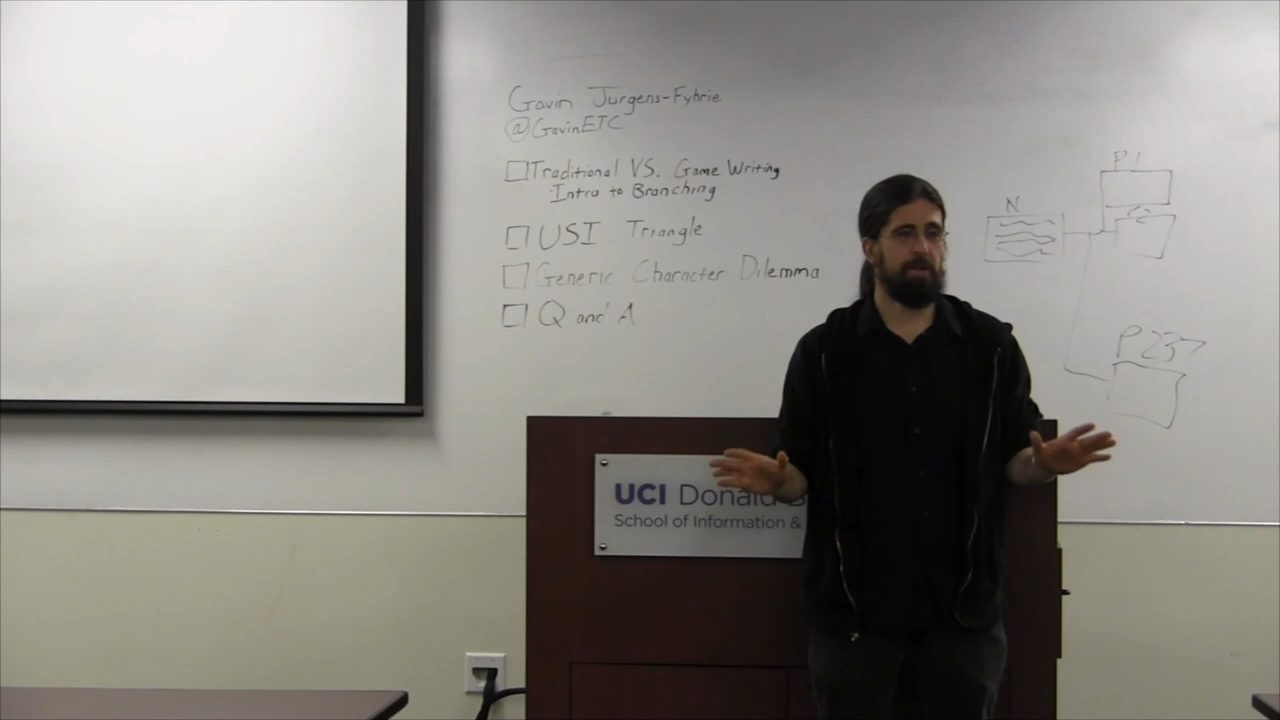 Gavin Jurgens-Fyhrie
@GavinETC
Traditional VS. Game Writing
Intro to Branching
USI Triangle
Generic Character Dilemma
Q and A
N
P1
P237
UCI Donald B
School of Information &